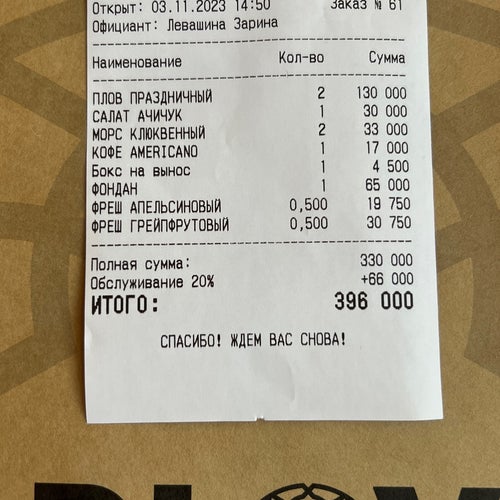 Открыт: 03.11.2023 14:50 Заказ № 61
Официант: Левашина Зарина
Наименование Кол-во Сумма
ПЛОВ ПРАЗДНИЧНЫЙ 2 130 000
САЛАТ АЧИЧУК 1 30 000
МОРС КЛЮКВЕННЫЙ 2 33 000
КОФЕ AMERICANO 1 17 000
Бокс на вынос 1 4 500
ФОНДАН 1 65 000
ФРЕШ АПЕЛЬСИНОВЫЙ 0,500 19 750
ФРЕШ ГРЕЙПФРУТОВЫЙ 0,500 30 750
Полная сумма: 330 000
Обслуживание 20% +66 000
ИТОГО: 396 000
СПАСИБО! ЖДЕМ ВАС СНОВА!